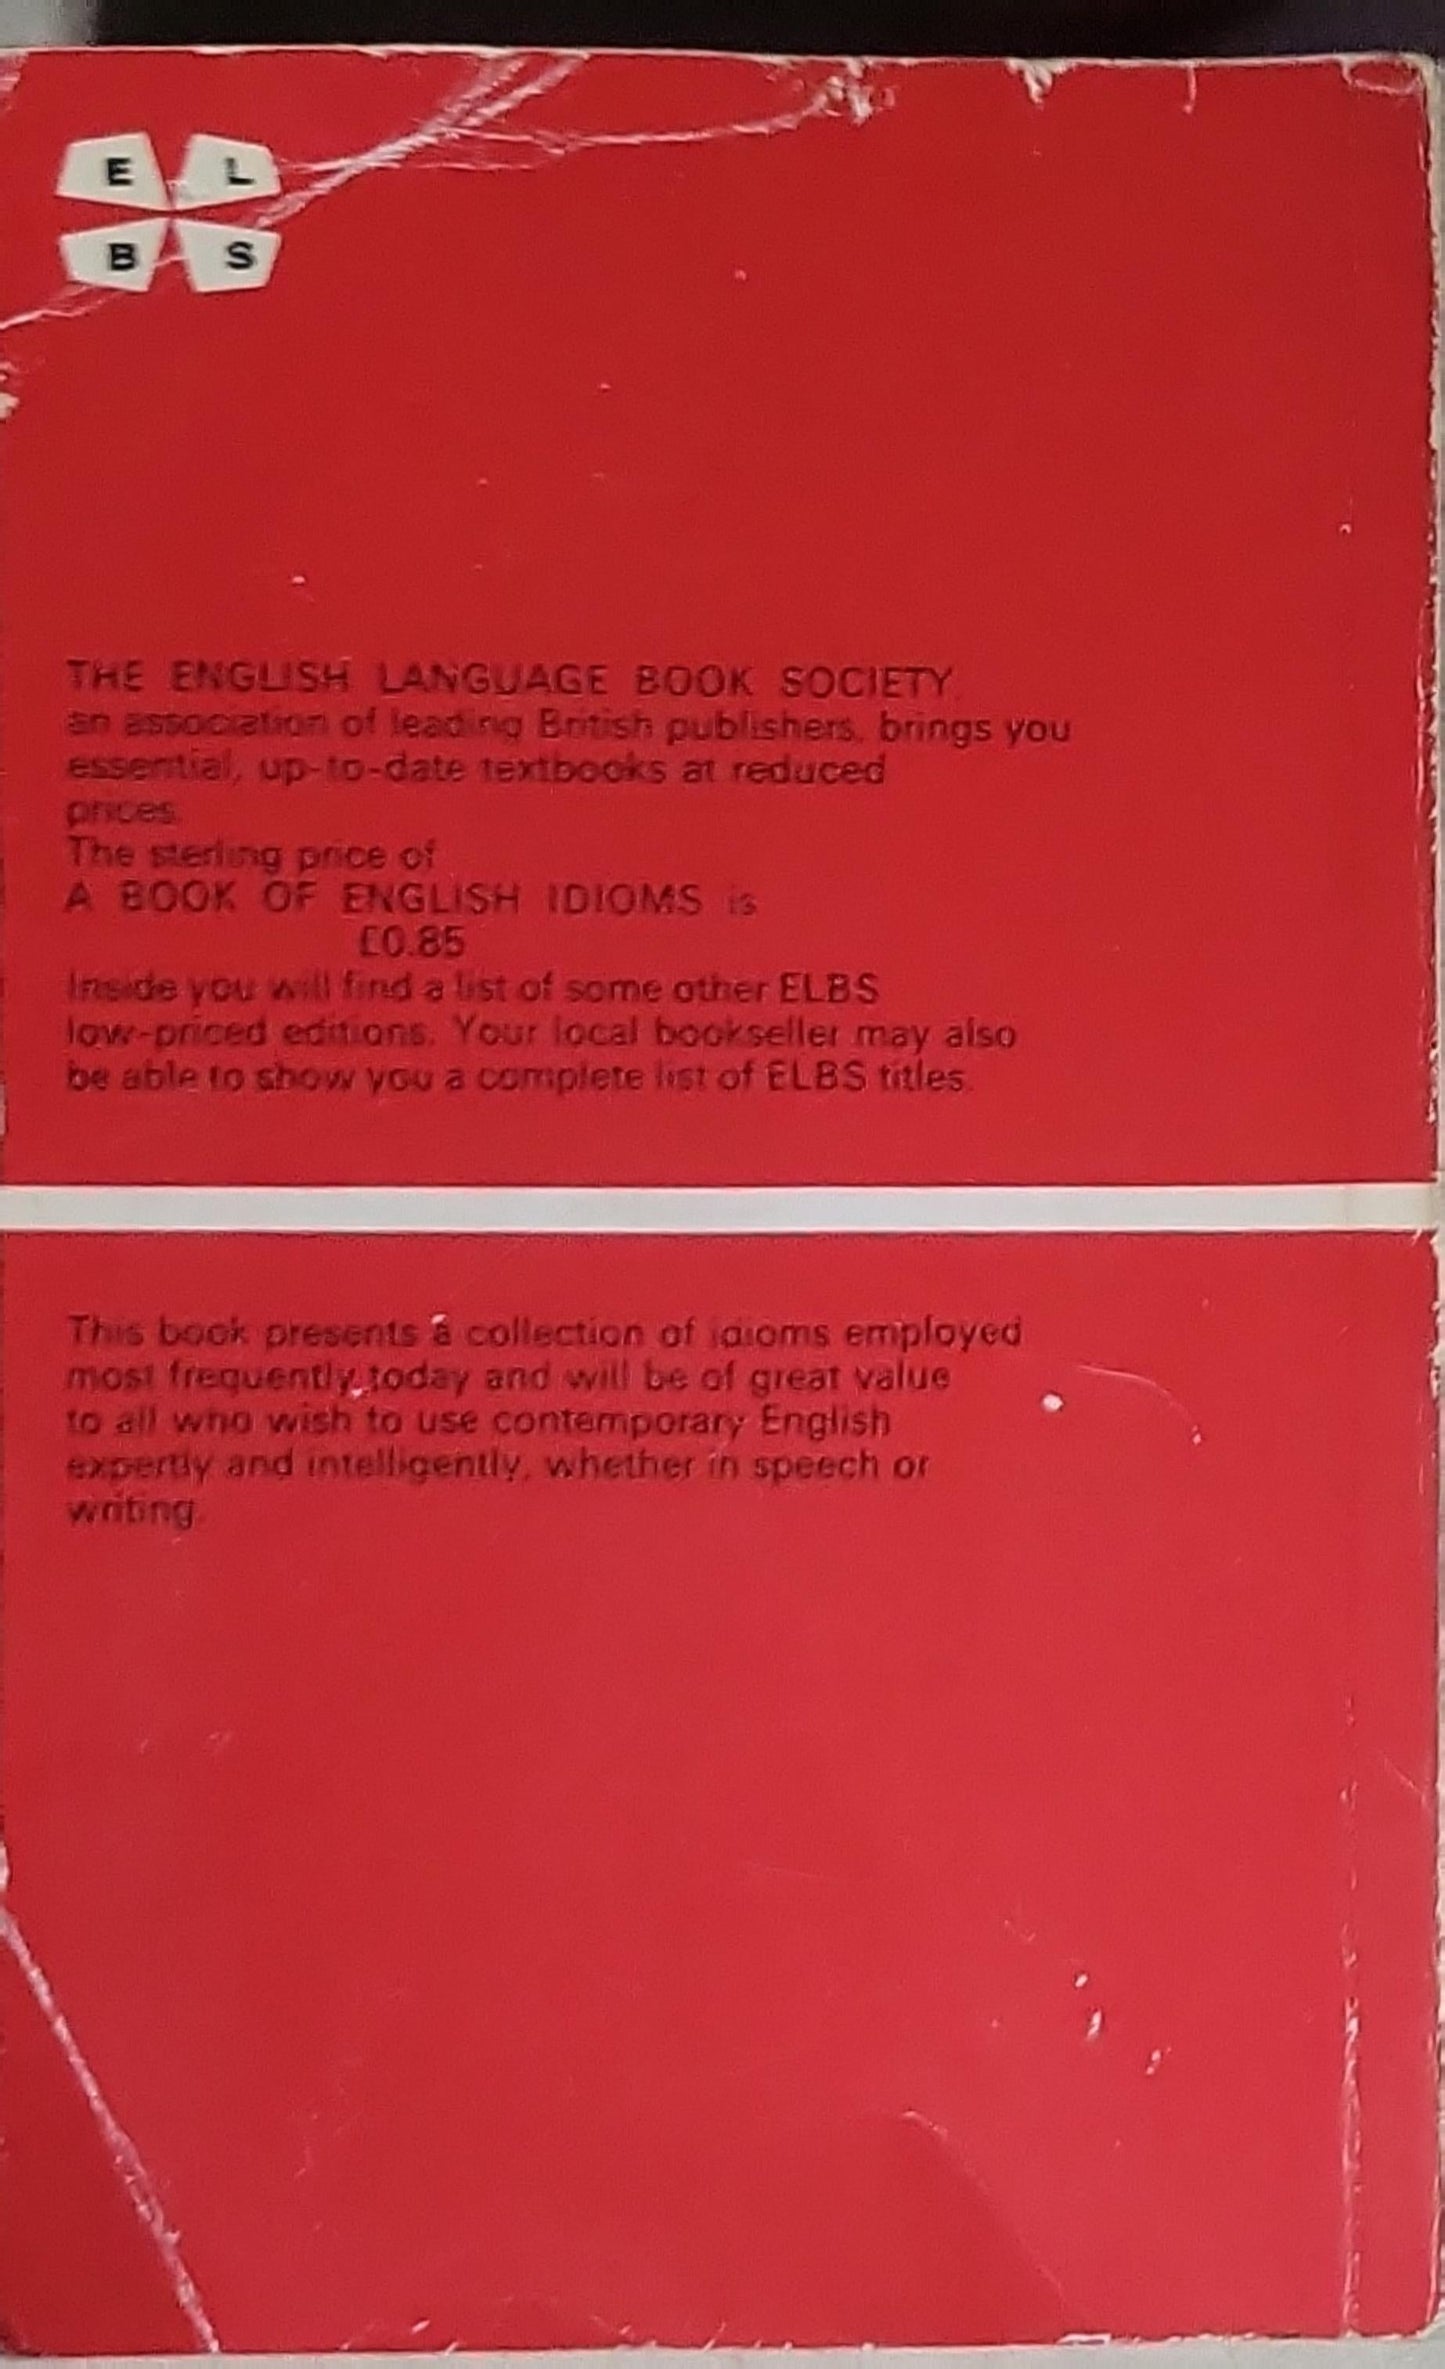 E L
B S
THE ENGLISH LANGUAGE BOOK SOCIETY,
an association of leading British publishers, brings you
essential, up-to-date textbooks at reduced
prices.
The sterling price of
A BOOK OF ENGLISH IDIOMS is
£0.85
Inside you will find a list of some other ELBS
low-priced editions. Your local bookseller may also
be able to show you a complete list of ELBS titles.
This book presents a collection of idioms employed
most frequently today and will be of great value
to all who wish to use contemporary English
expertly and intelligently, whether in speech or
writing.